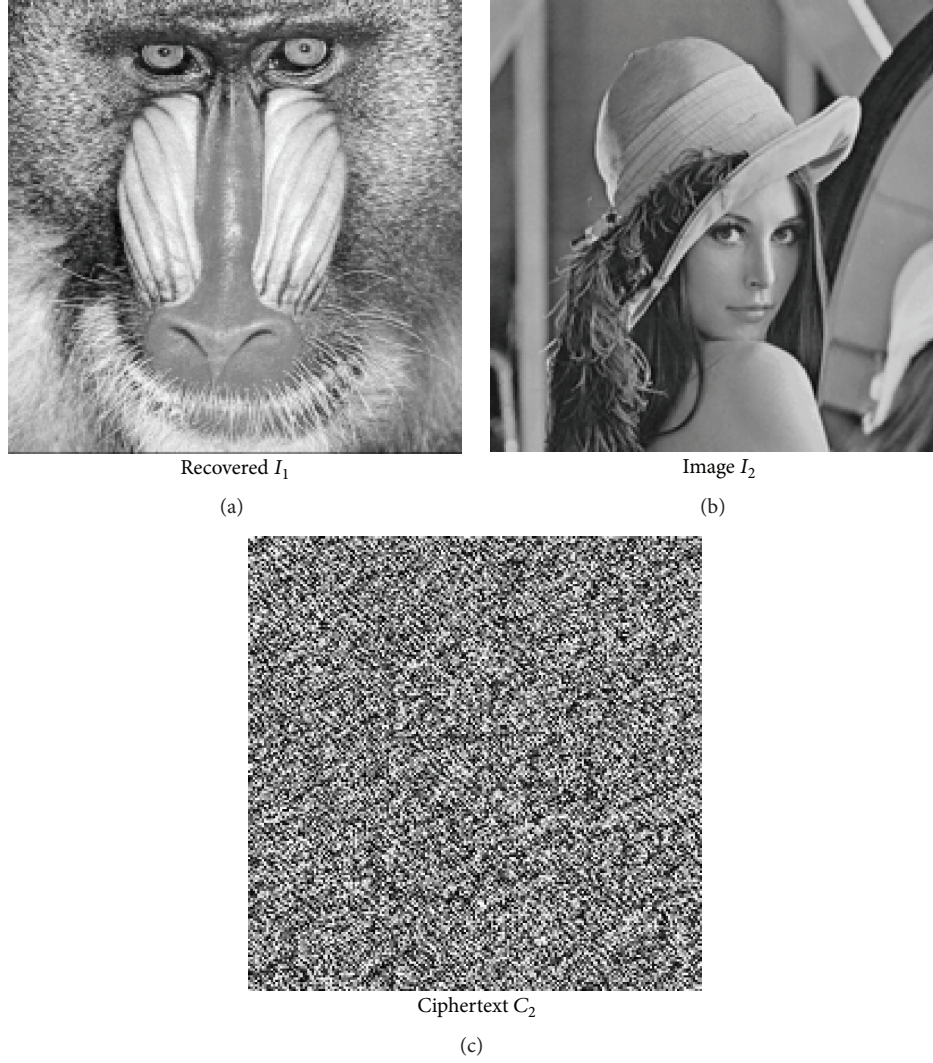 Recovered I₁
(a)
Image I₂
(b)
Ciphertext C₂
(c)